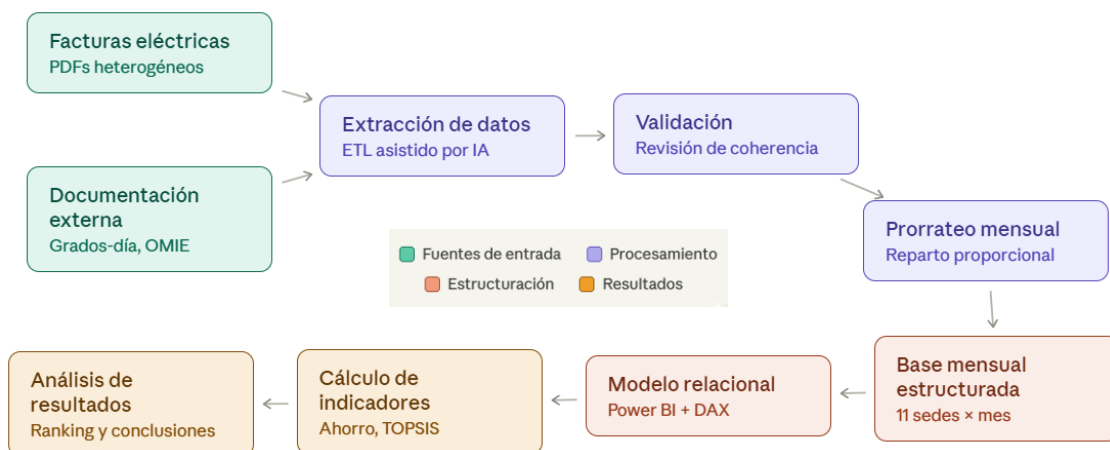 Facturas eléctricas
PDFs heterogéneos
Documentación
externa
Grados-día, OMIE
Extracción de datos
ETL asistido por IA
Validación
Revisión de coherencia
Prorrateo mensual
Reparto proporcional
Fuentes de entrada
Procesamiento
Estructuración
Resultados
Base mensual
estructurada
11 sedes × mes
Modelo relacional
Power BI + DAX
Cálculo de
indicadores
Ahorro, TOPSIS
Análisis de
resultados
Ranking y conclusiones